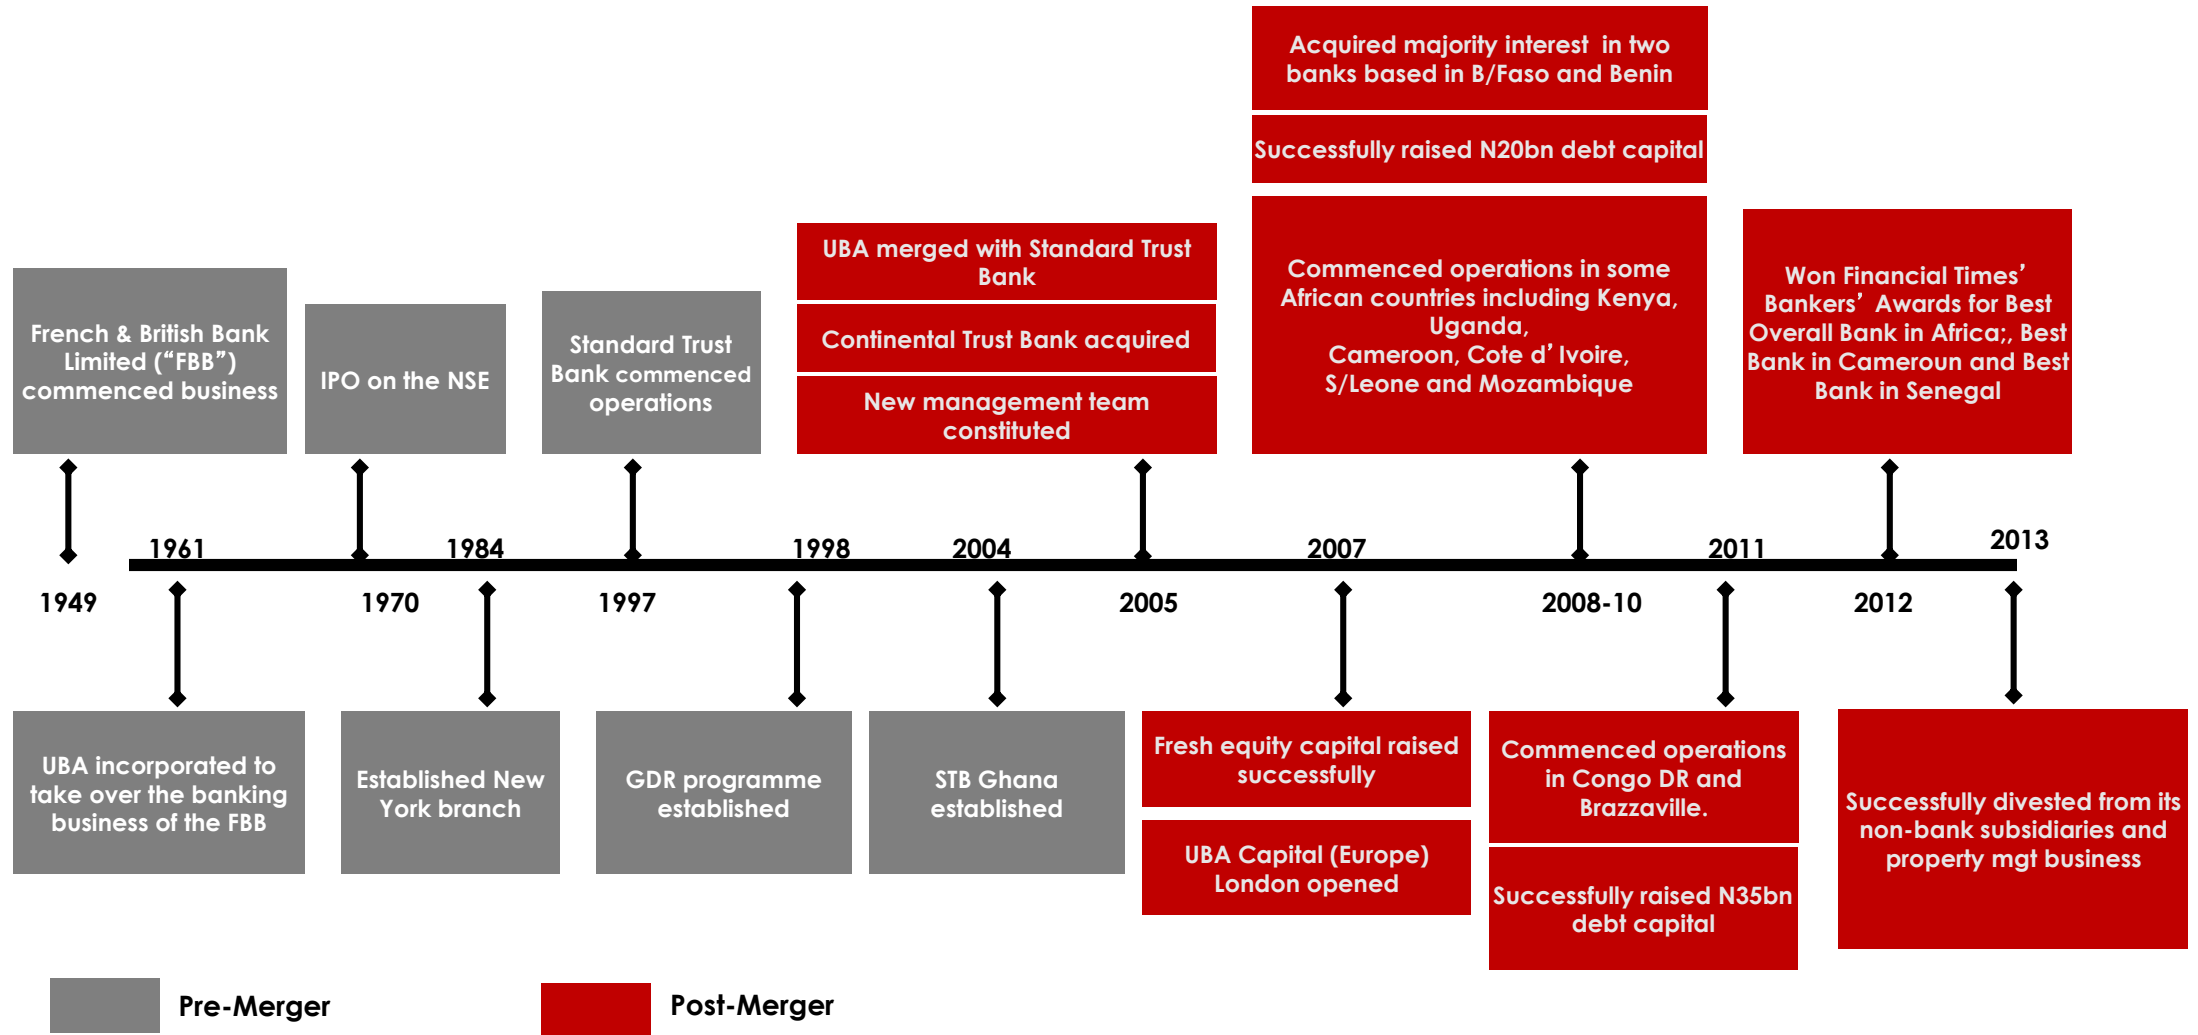 Acquired majority interest in two
banks based in B/Faso and Benin
Successfully raised N20bn debt capital
Commenced operations in some
African countries including Kenya,
Uganda,
Cameroon, Cote d’ Ivoire,
S/Leone and Mozambique
UBA merged with Standard Trust
Bank
Continental Trust Bank acquired
New management team
constituted
Won Financial Times’
Bankers’ Awards for Best
Overall Bank in Africa;, Best
Bank in Cameroun and Best
Bank in Senegal
French & British Bank
Limited (“FBB”)
commenced business
IPO on the NSE
Standard Trust
Bank commenced
operations
1961
1984
1998
2004
2007
2011
2013
1949
1970
1997
2005
2008-10
2012
UBA incorporated to
take over the banking
business of the FBB
Established New
York branch
GDR programme
established
STB Ghana
established
Fresh equity capital raised
successfully
UBA Capital (Europe)
London opened
Commenced operations
in Congo DR and
Brazzaville.
Successfully raised N35bn
debt capital
Successfully divested from its
non-bank subsidiaries and
property mgt business
Pre-Merger
Post-Merger